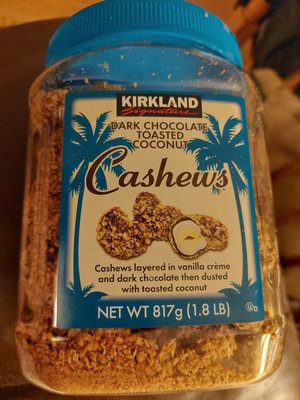 KIRKLAND
Signature
DARK CHOCOLATE
TOASTED
COCONUT
Cashews
Cashews layered in vanilla crème
and dark chocolate then dusted
with toasted coconut
NET WT 817g (1.8 LB)